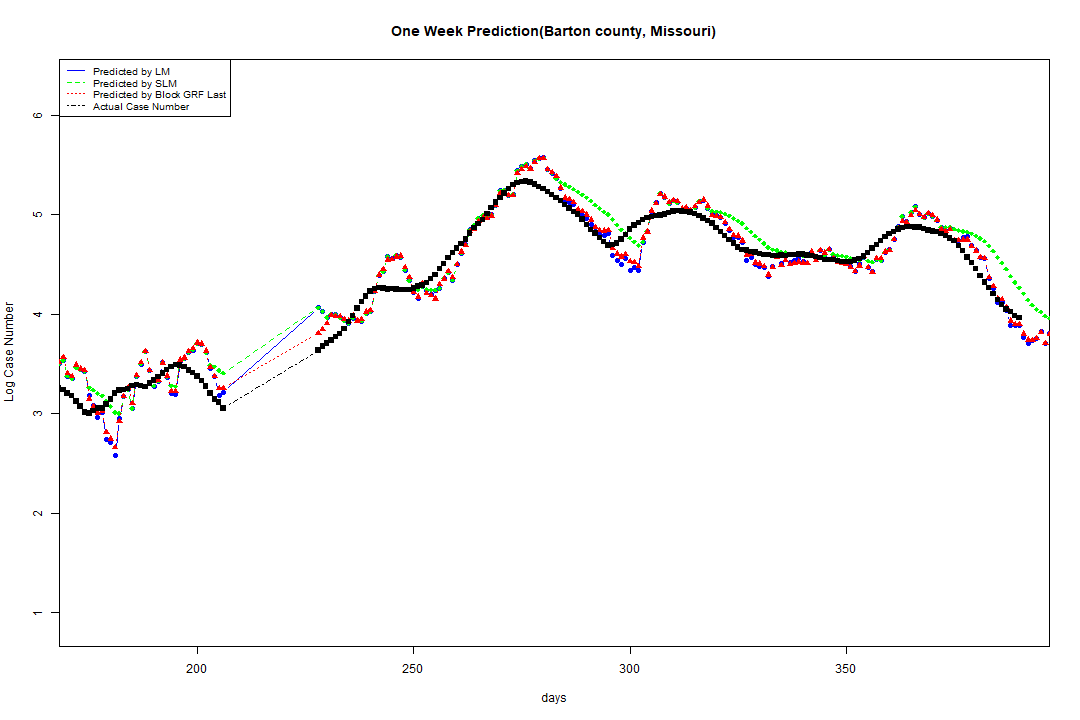 One Week Prediction(Barton county, Missouri)
Predicted by LM
Predicted by SLM
Predicted by Block GRF Last
Actual Case Number
6
5
4
3
2
1
Log Case Number
200
250
300
350
days